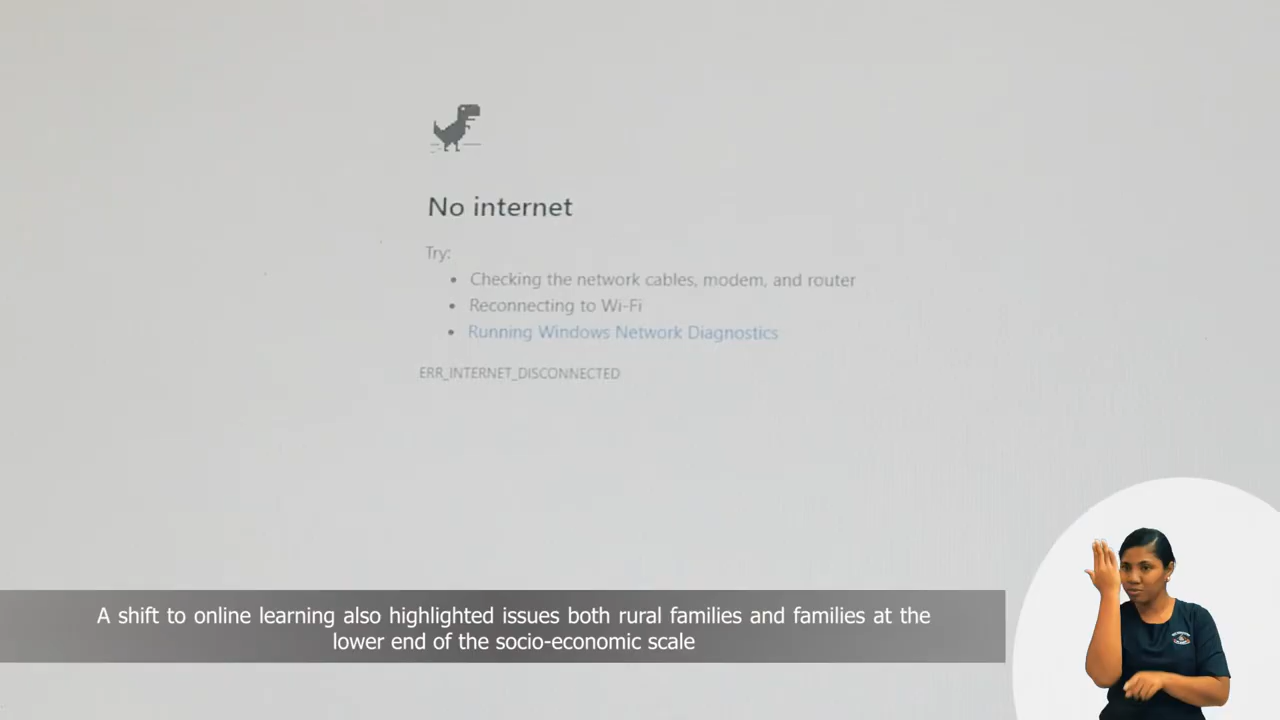 No internet
Try:
• Checking the network cables, modem, and router
• Reconnecting to Wi-Fi
• Running Windows Network Diagnostics
ERR_INTERNET_DISCONNECTED
A shift to online learning also highlighted issues both rural families and families at the
lower end of the socio-economic scale